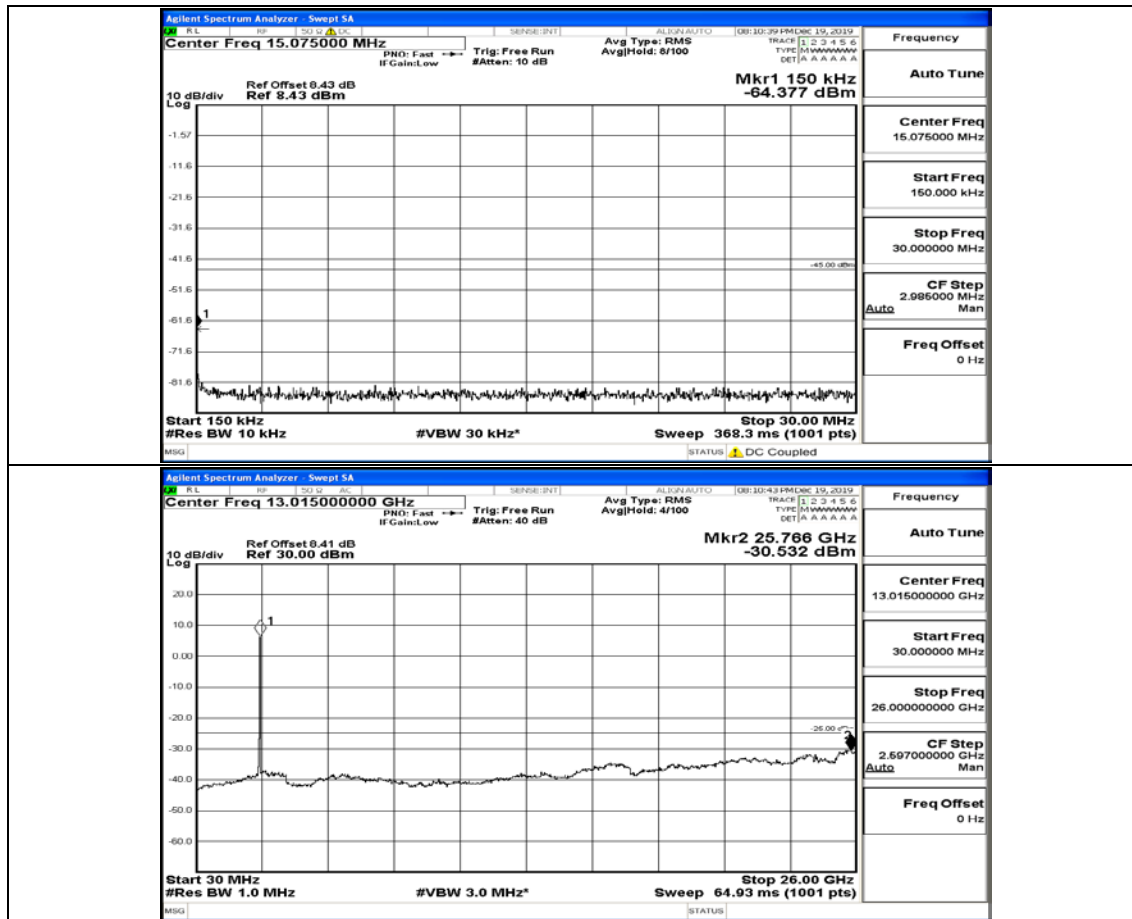 Agilent Spectrum Analyzer - Swept SA
RL RF 50 Ω DC SENSE:INT ALIGN AUTO 08:10:39 PM Dec 19, 2019
Center Freq 15.075000 MHz
PNO: Fast
IFGain:Low
Trig: Free Run
#Atten: 10 dB
Avg Type: RMS
Avg|Hold: 8/100
TRACE 1 2 3 4 5 6
TYPE M W W W W W
DET A A A A A A
Frequency
Auto Tune
Ref Offset 8.43 dB
10 dB/div Ref 8.43 dBm
Log
Mkr1 150 kHz
-64.377 dBm
-1.57
-11.6
-21.6
-31.6
-41.6
-51.6
-61.6
-71.6
-81.6
-45.00 dBm
1
Center Freq
15.075000 MHz
Start Freq
150.000 kHz
Stop Freq
30.000000 MHz
CF Step
2.985000 MHz
Auto Man
Freq Offset
0 Hz
Start 150 kHz Stop 30.00 MHz
#Res BW 10 kHz #VBW 30 kHz* Sweep 368.3 ms (1001 pts)
MSG STATUS DC Coupled
Agilent Spectrum Analyzer - Swept SA
RL RF 50 Ω AC SENSE:INT ALIGN AUTO 08:10:43 PM Dec 19, 2019
Center Freq 13.015000000 GHz
PNO: Fast
IFGain:Low
Trig: Free Run
#Atten: 40 dB
Avg Type: RMS
Avg|Hold: 4/100
TRACE 1 2 3 4 5 6
TYPE M W W W W W
DET A A A A A A
Frequency
Auto Tune
Ref Offset 8.41 dB
10 dB/div Ref 30.00 dBm
Log
Mkr2 25.766 GHz
-30.532 dBm
20.0
10.0
0.00
-10.0
-20.0
-30.0
-40.0
-50.0
-60.0
1
Center Freq
13.015000000 GHz
Start Freq
30.000000 MHz
Stop Freq
26.000000000 GHz
CF Step
2.597000000 GHz
Auto Man
Freq Offset
0 Hz
Start 30 MHz Stop 26.00 GHz
#Res BW 1.0 MHz #VBW 3.0 MHz* Sweep 64.93 ms (1001 pts)
MSG STATUS